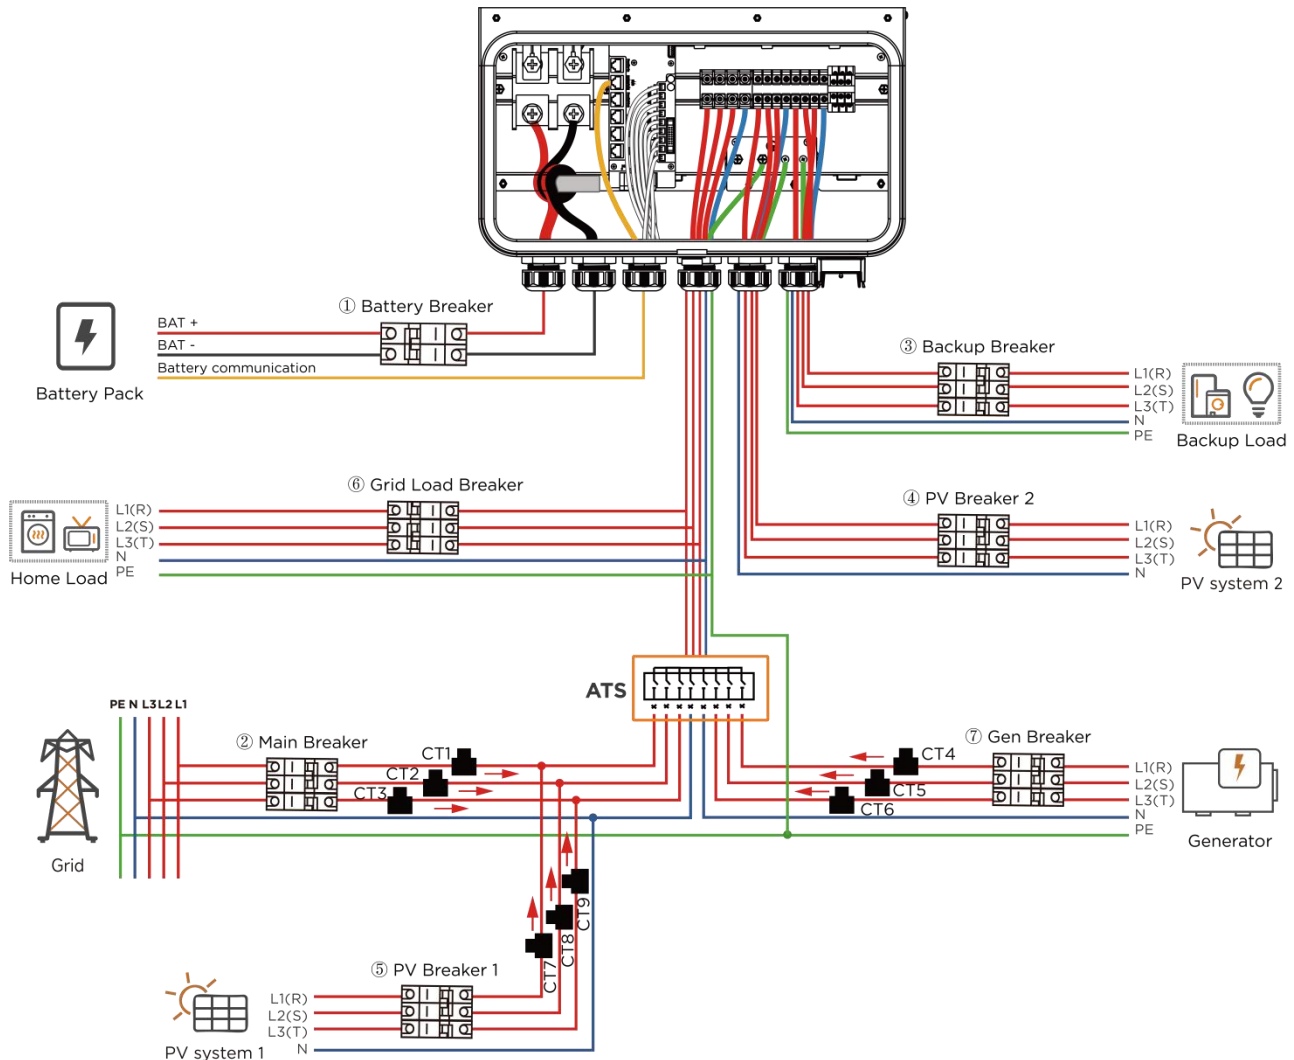 ① Battery Breaker
BAT +
BAT -
Battery communication
Battery Pack
③ Backup Breaker
L1(R)
L2(S)
L3(T)
N
PE
Backup Load
⑥ Grid Load Breaker
L1(R)
L2(S)
L3(T)
N
PE
Home Load
④ PV Breaker 2
L1(R)
L2(S)
L3(T)
N
PV system 2
ATS
PE N L3 L2 L1
② Main Breaker
CT1
CT2
CT3
Grid
⑦ Gen Breaker
CT4
CT5
CT6
L1(R)
L2(S)
L3(T)
N
PE
Generator
CT7
CT8
CT9
⑤ PV Breaker 1
L1(R)
L2(S)
L3(T)
N
PV system 1